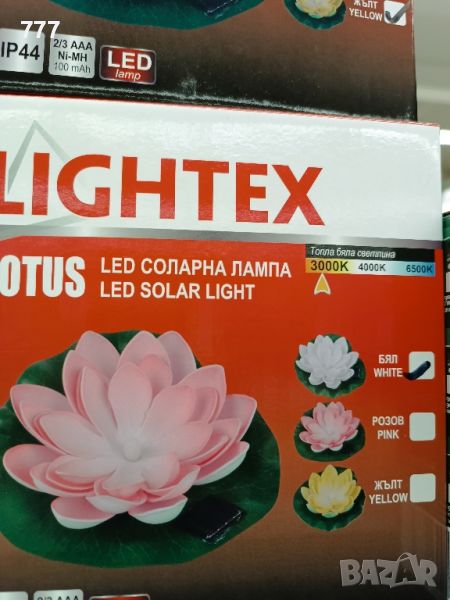 777
ЖЪЛТ
YELLOW
IP44
2/3 AAA
Ni-MH
100 mAh
LED
lamp
LIGHTEX
OTUS
LED СОЛАРНА ЛАМПА
LED SOLAR LIGHT
Топла бяла светлина
3000K 4000K 6500K
БЯЛ
WHITE
РОЗОВ
PINK
ЖЪЛТ
YELLOW
2/3 AAA
BAZAR